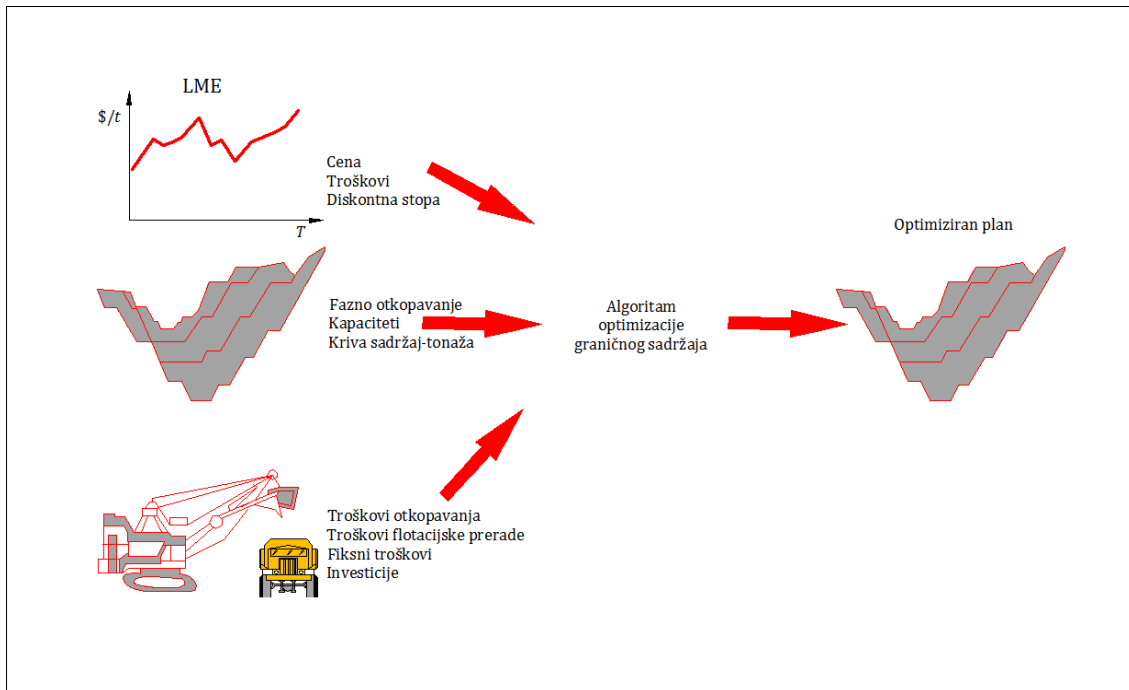 LME
$/t
T
Cena
Troškovi
Diskontna stopa
Fazno otkopavanje
Kapaciteti
Kriva sadržaj-tonaža
Troškovi otkopavanja
Troškovi flotacijske prerade
Fiksni troškovi
Investicije
Algoritam
optimizacije
graničnog sadržaja
Optimiziran plan